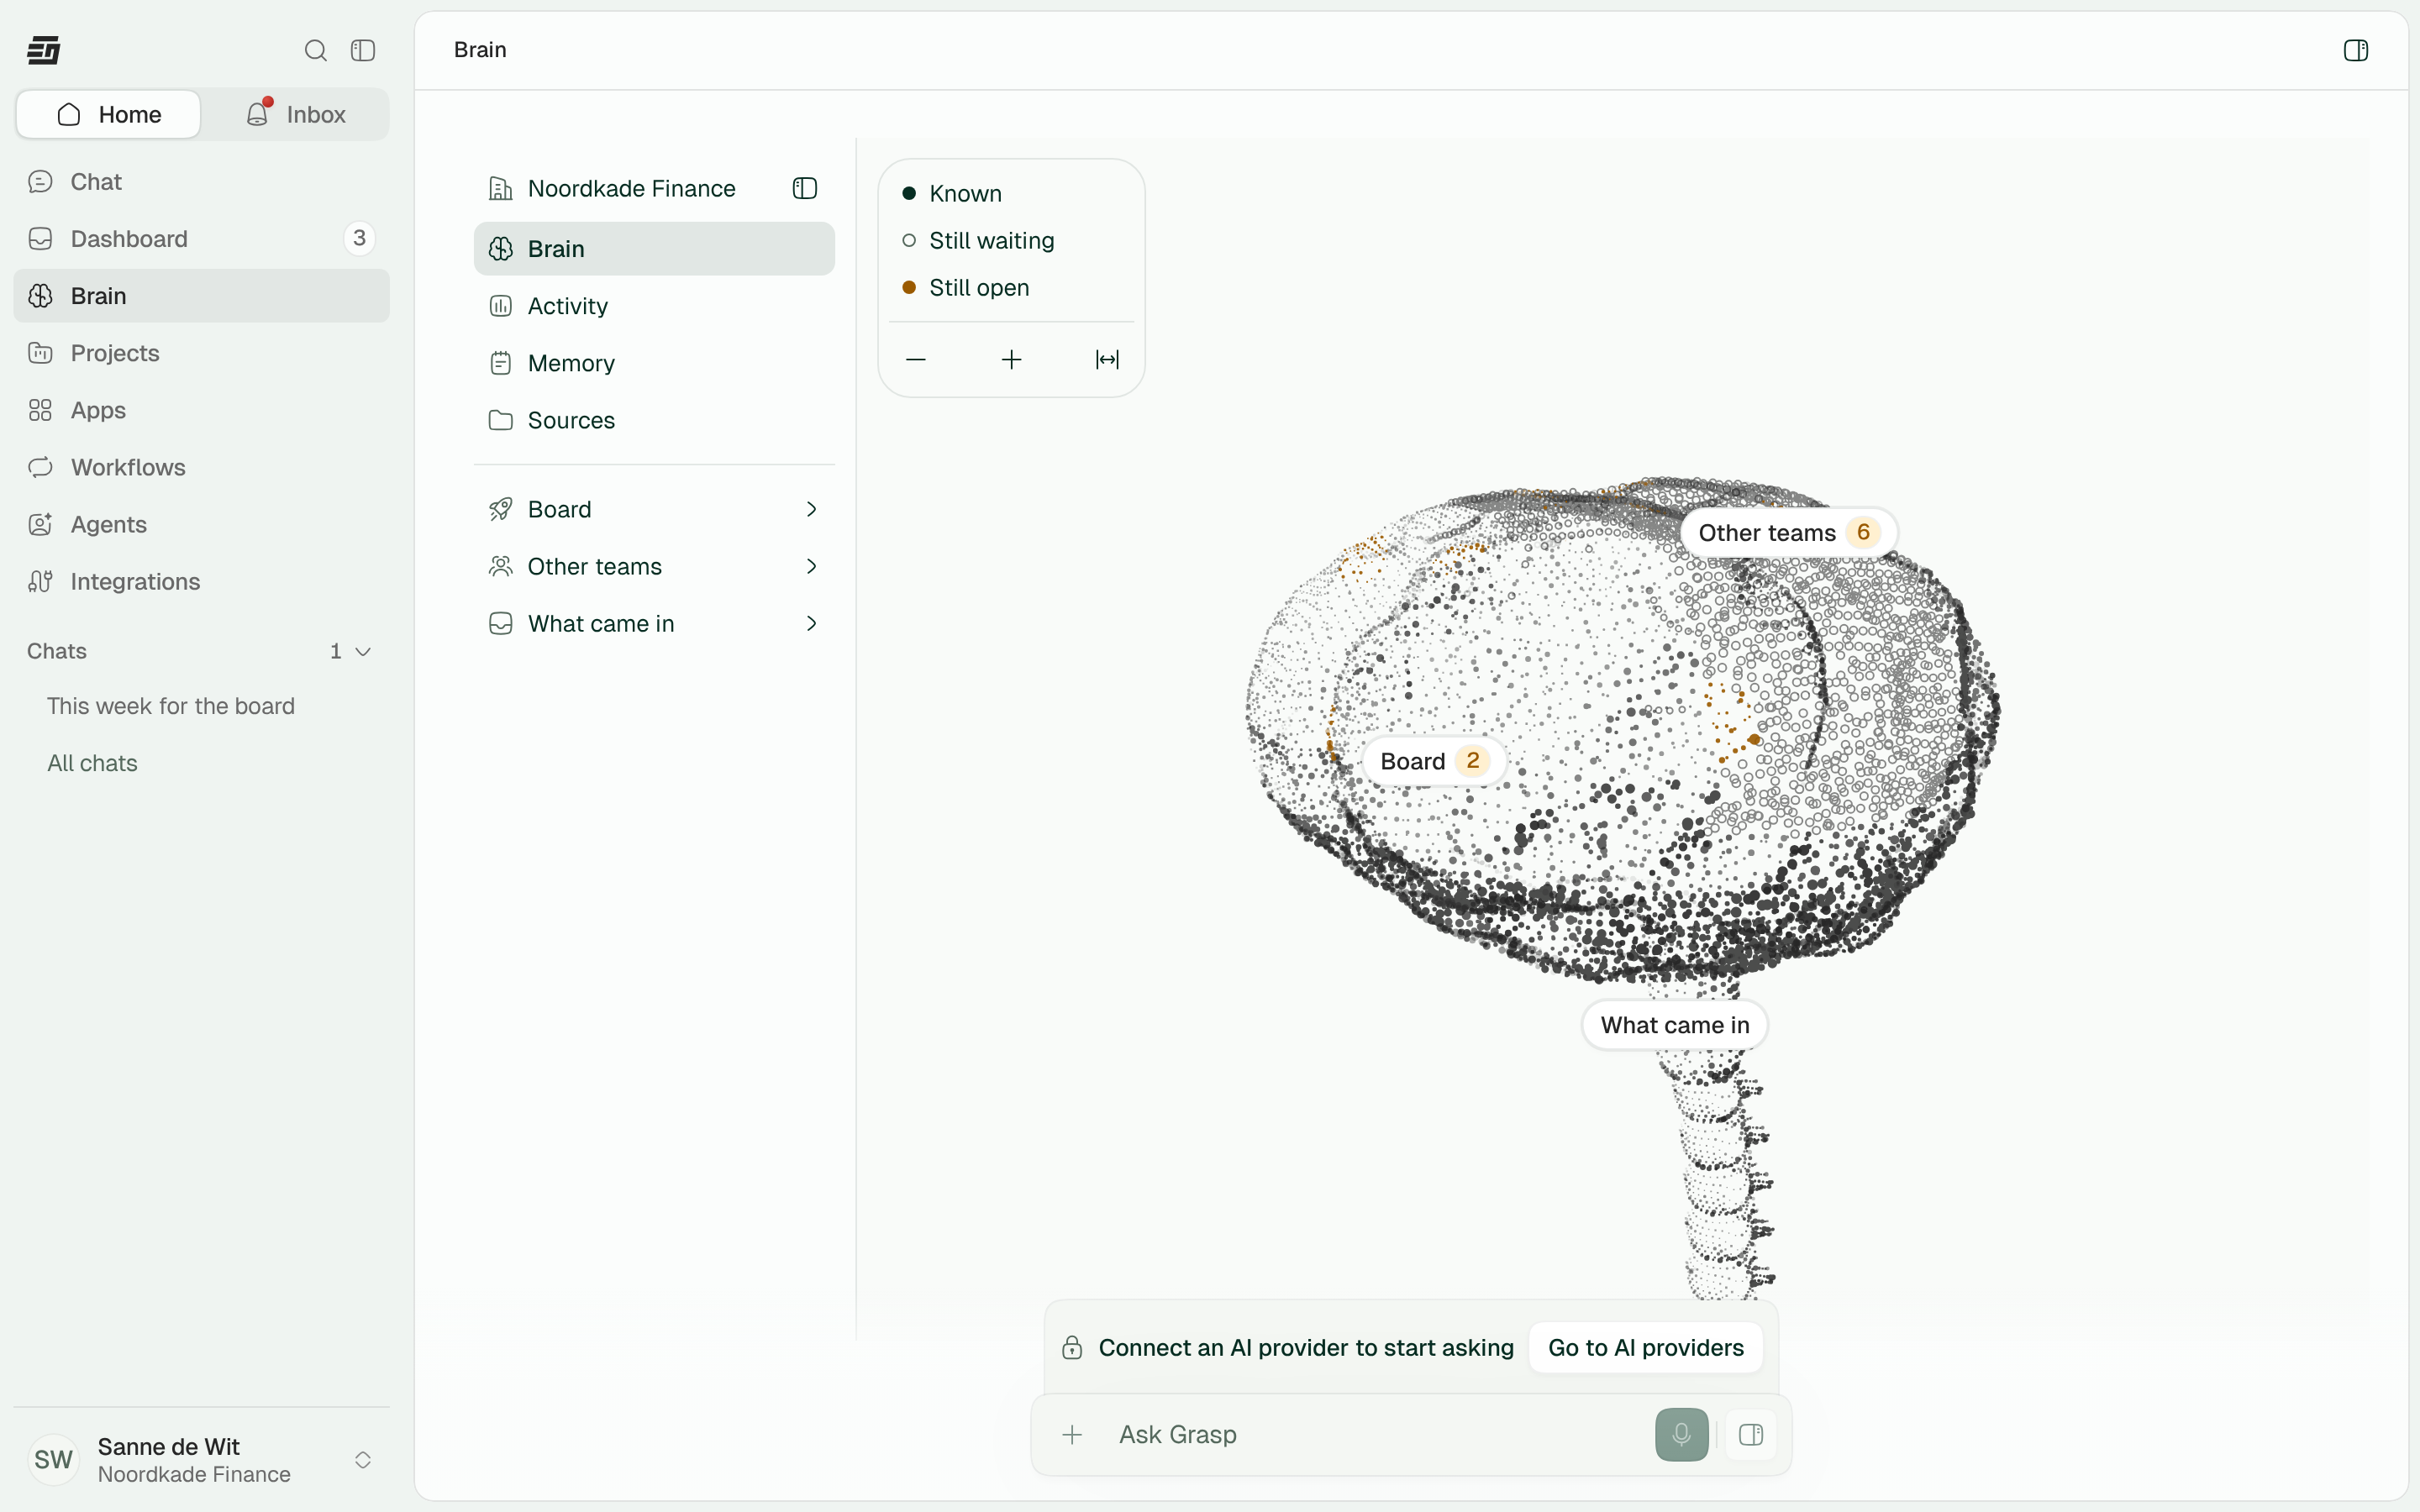 Home
Inbox
Chat
Dashboard 3
Brain
Projects
Apps
Workflows
Agents
Integrations
Chats 1
This week for the board
All chats
SW
Sanne de Wit
Noordkade Finance
Brain
Noordkade Finance
Brain
Activity
Memory
Sources
Board
Other teams
What came in
Known
Still waiting
Still open
Other teams 6
Board 2
What came in
Connect an AI provider to start asking
Go to AI providers
Ask Grasp